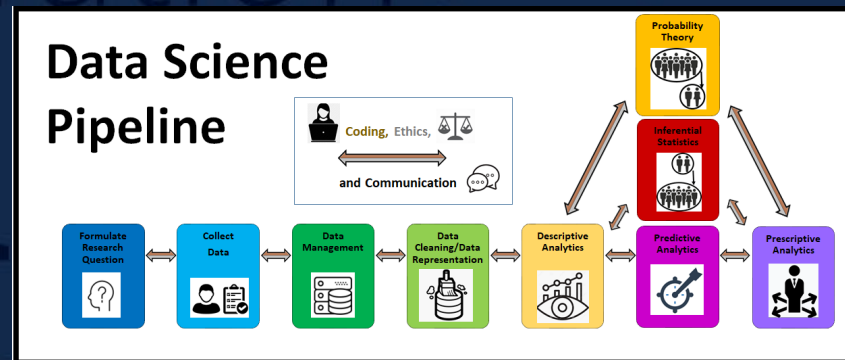 Data Science
Pipeline
Coding, Ethics,
and Communication
Probability
Theory
Inferential
Statistics
Formulate
Research
Question
Collect
Data
Data
Management
Data
Cleaning/Data
Representation
Descriptive
Analytics
Predictive
Analytics
Prescriptive
Analytics